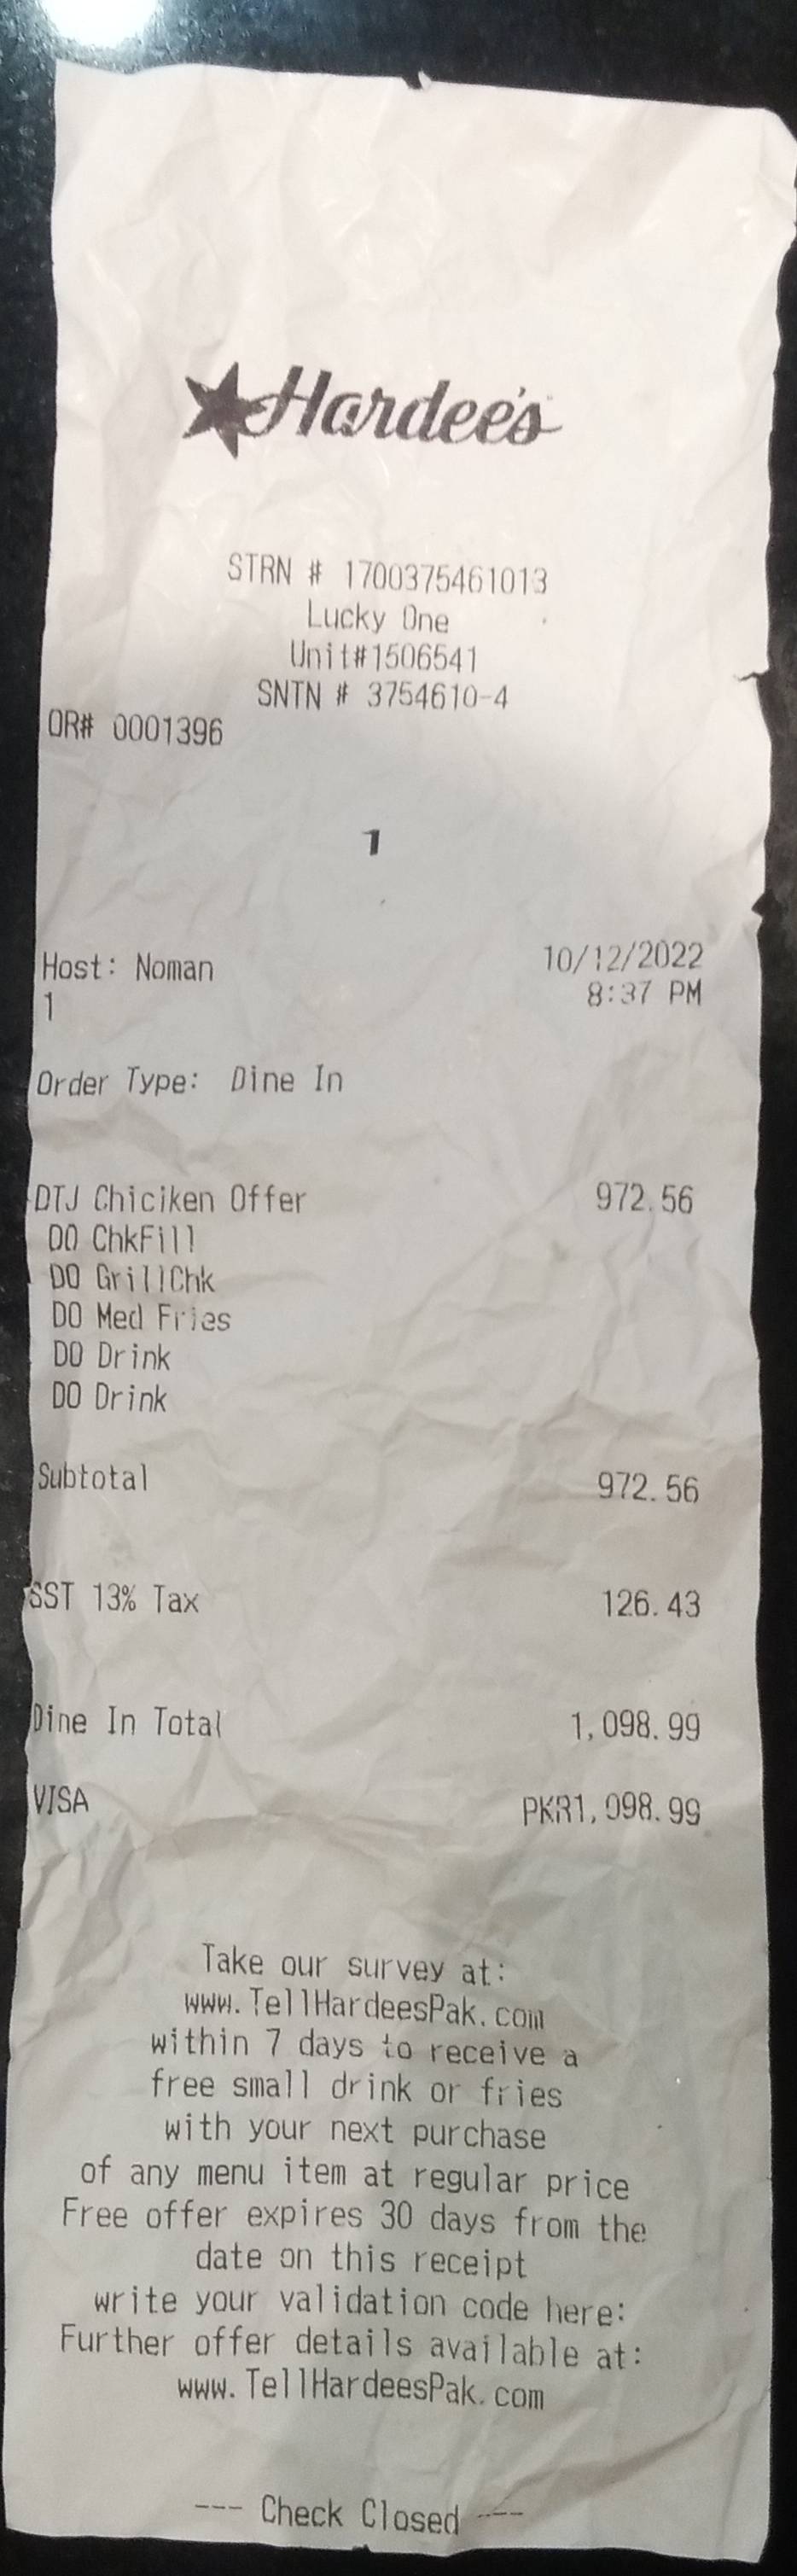 Hardee's
STRN # 1700375461013
Lucky One
Unit#1506541
SNTN # 3754610-4
OR# 0001396
1
Host: Noman 10/12/2022
1 8:37 PM
Order Type: Dine In
DTJ Chiciken Offer 972.56
DO ChkFill
DO GrillChk
DO Med Fries
DO Drink
DO Drink
Subtotal 972.56
SST 13% Tax 126.43
Dine In Total 1,098.99
VISA PKR1,098.99
Take our survey at:
www.TellHardeesPak.com
within 7 days to receive a
free small drink or fries
with your next purchase
of any menu item at regular price
Free offer expires 30 days from the
date on this receipt
write your validation code here:
Further offer details available at:
www.TellHardeesPak.com
--- Check Closed ---